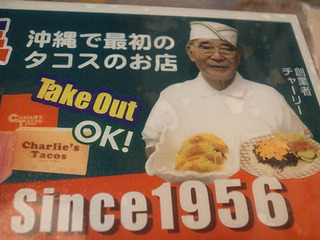 沖縄で最初の
タコスのお店
創業者
チャーリー
Take Out
OK!
Charlie's
Tacos
Since1956